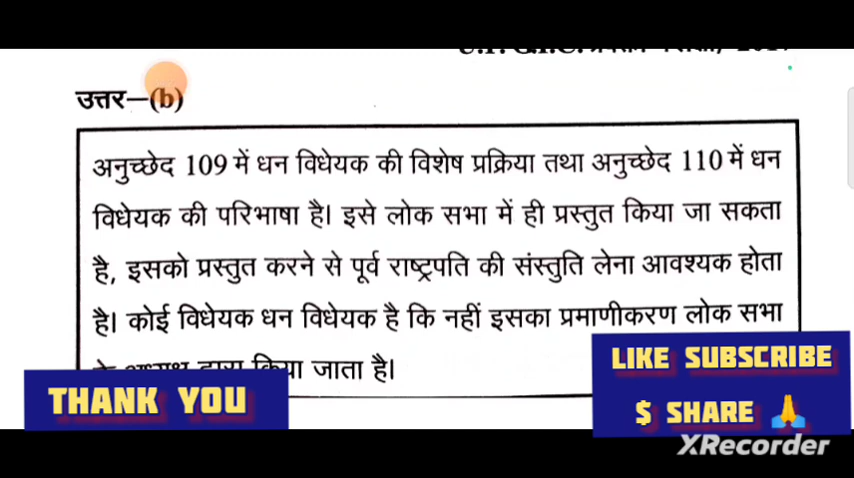 उत्तर–(b)
अनुच्छेद 109 में धन विधेयक की विशेष प्रक्रिया तथा अनुच्छेद 110 में धन
विधेयक की परिभाषा है। इसे लोक सभा में ही प्रस्तुत किया जा सकता
है, इसको प्रस्तुत करने से पूर्व राष्ट्रपति की संस्तुति लेना आवश्यक होता
है। कोई विधेयक धन विधेयक है कि नहीं इसका प्रमाणीकरण लोक सभा
जाता है।
THANK YOU
LIKE SUBSCRIBE
$ SHARE 🙏
XRecorder